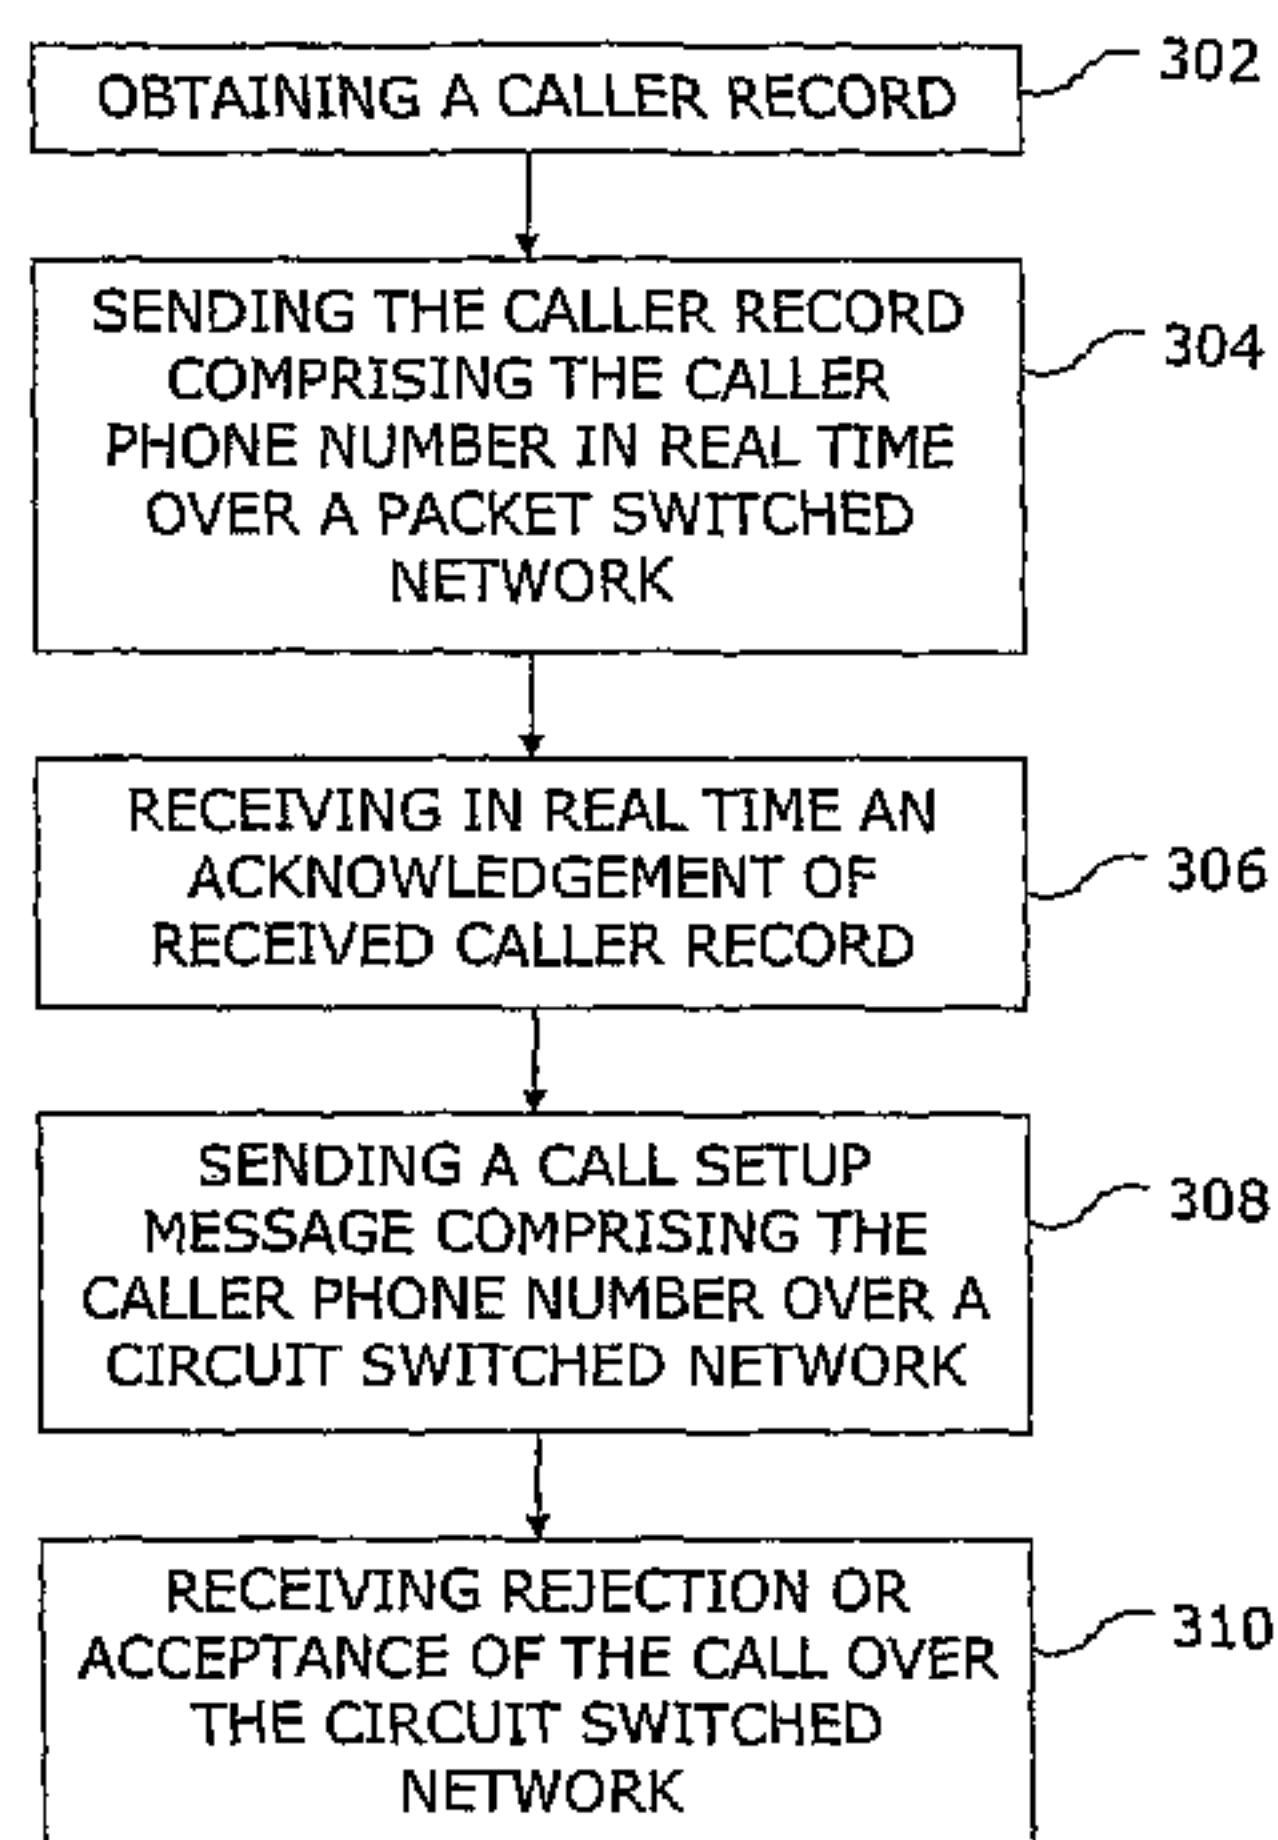 OBTAINING A CALLER RECORD
302
SENDING THE CALLER RECORD
COMPRISING THE CALLER
PHONE NUMBER IN REAL TIME
OVER A PACKET SWITCHED
NETWORK
304
RECEIVING IN REAL TIME AN
ACKNOWLEDGEMENT OF
RECEIVED CALLER RECORD
306
SENDING A CALL SETUP
MESSAGE COMPRISING THE
CALLER PHONE NUMBER OVER A
CIRCUIT SWITCHED NETWORK
308
RECEIVING REJECTION OR
ACCEPTANCE OF THE CALL OVER
THE CIRCUIT SWITCHED
NETWORK
310